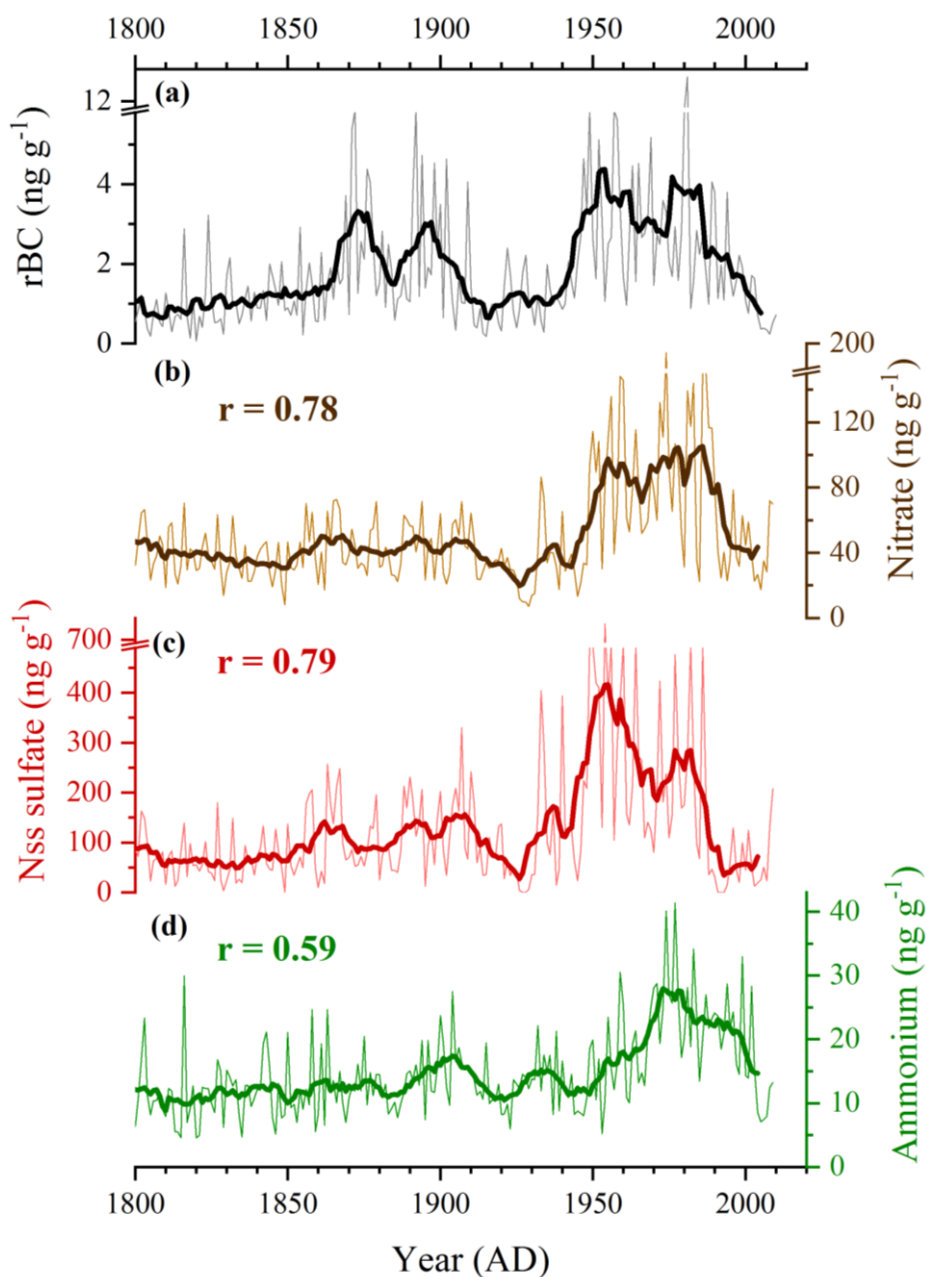 1800 1850 1900 1950 2000
(a)
12
4
2
0
rBC (ng g-1)
(b)
r = 0.78
200
120
80
40
0
Nitrate (ng g-1)
(c)
r = 0.79
700
400
300
200
100
0
Nss sulfate (ng g-1)
(d)
r = 0.59
40
30
20
10
0
Ammonium (ng g-1)
1800 1850 1900 1950 2000
Year (AD)